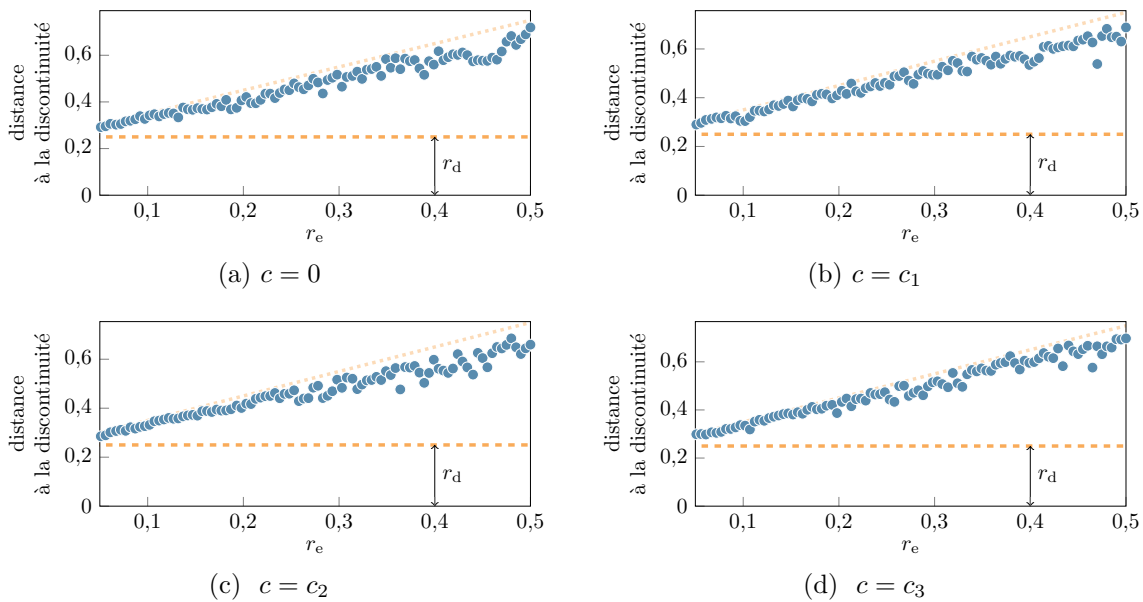 distance
à la discontinuité
0,6
0,4
0,2
0
r_d
0,1 0,2 0,3 0,4 0,5
r_e
(a) c = 0
distance
à la discontinuité
0,6
0,4
0,2
0
r_d
0,1 0,2 0,3 0,4 0,5
r_e
(b) c = c_1
distance
à la discontinuité
0,6
0,4
0,2
0
r_d
0,1 0,2 0,3 0,4 0,5
r_e
(c) c = c_2
distance
à la discontinuité
0,6
0,4
0,2
0
r_d
0,1 0,2 0,3 0,4 0,5
r_e
(d) c = c_3